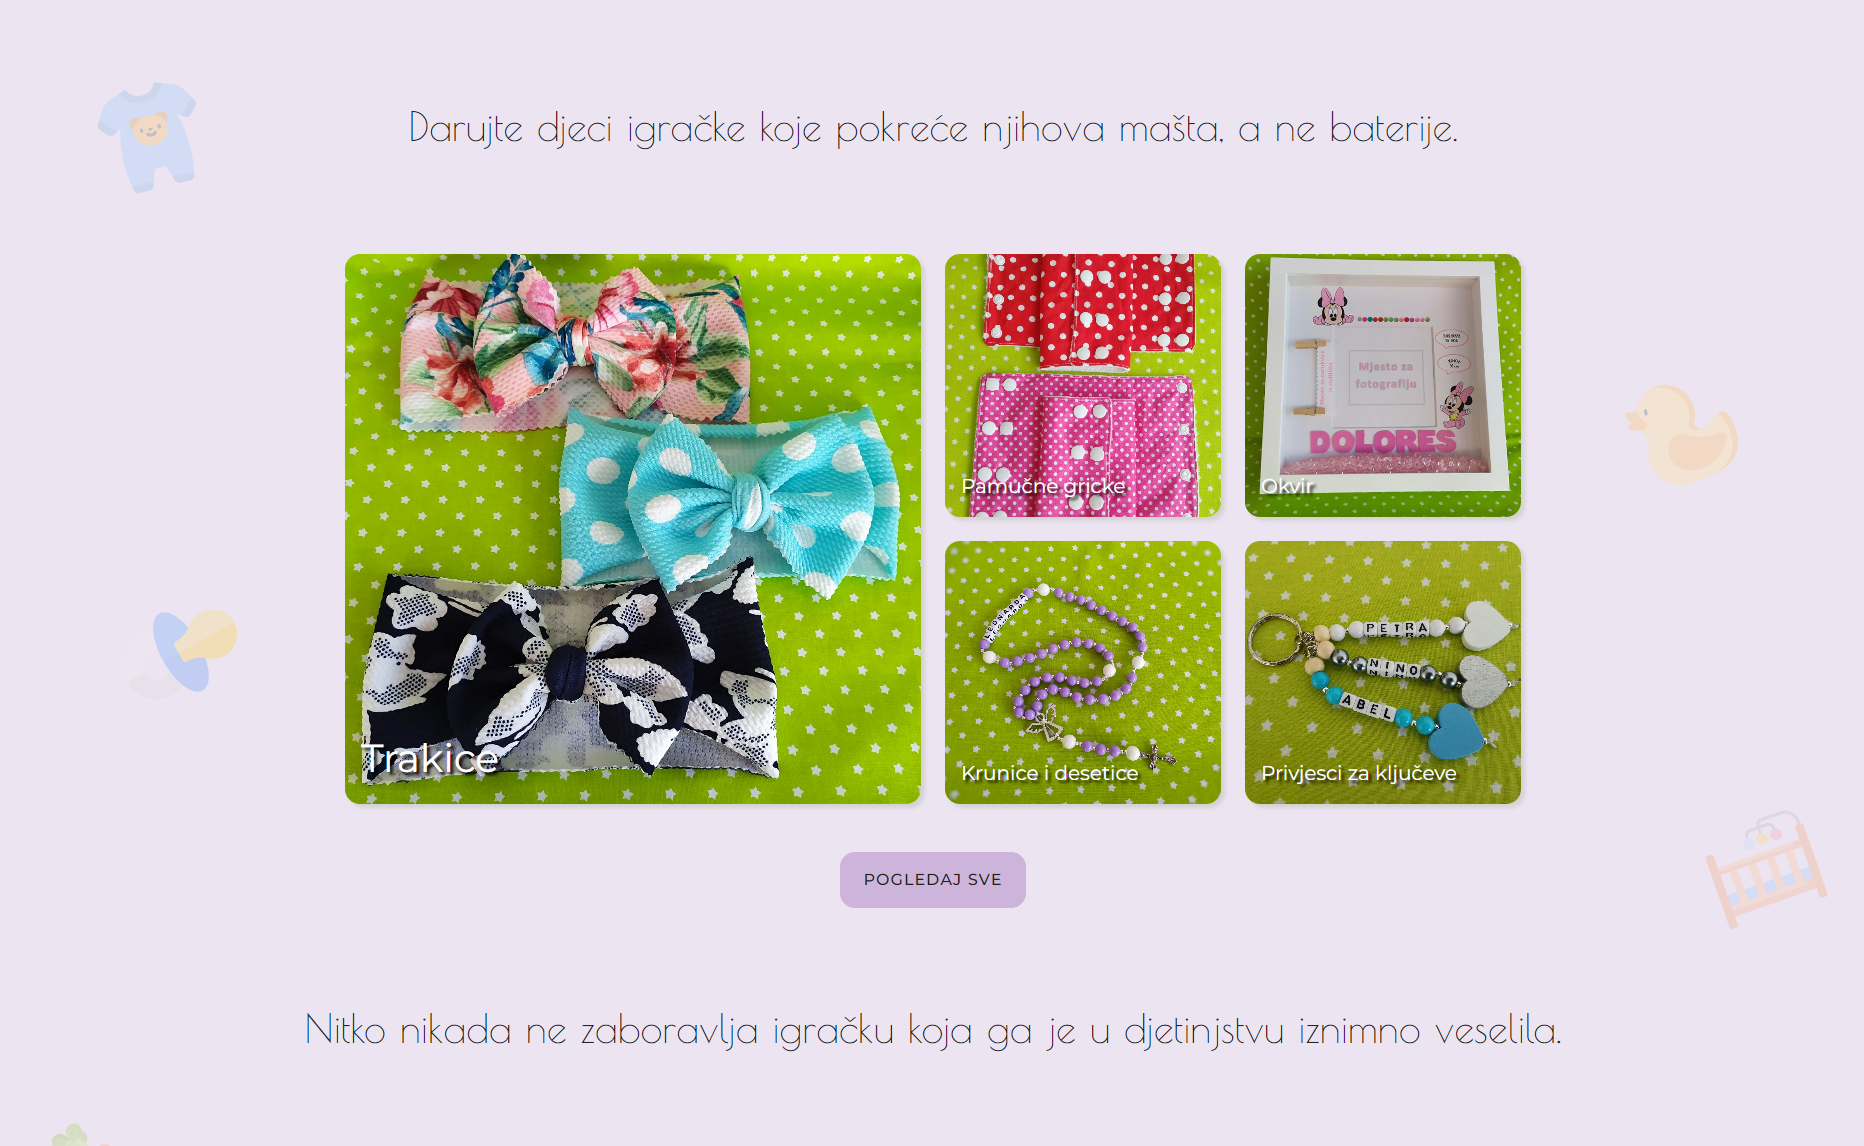 Darujte djeci igračke koje pokreće njihova mašta, a ne baterije.
Trakice
Pamučne gricke
Mjesto za
fotografiju
DOLORES
Okvir
LEONARDA
Krunice i desetice
PETRA
NINO
ABEL
Privjesci za ključeve
POGLEDAJ SVE
Nitko nikada ne zaboravlja igračku koja ga je u djetinjstvu iznimno veselila.